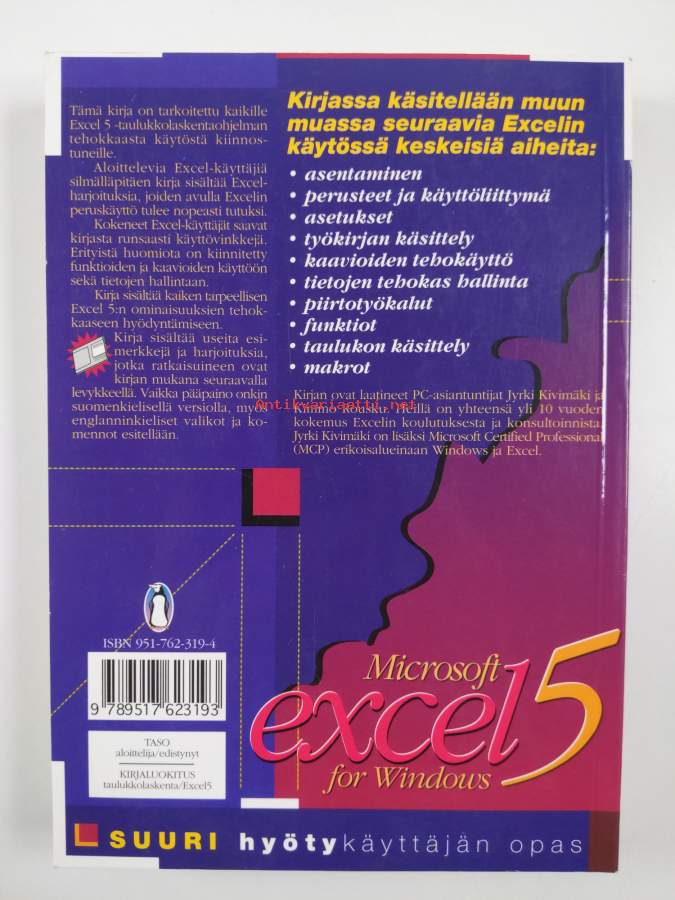 Tämä kirja on tarkoitettu kaikille
Excel 5 -taulukkolaskentaohjelman
tehokkaasta käytöstä kiinnos-
tuneille.
Aloittelevia Excel-käyttäjiä
silmälläpitäen kirja sisältää Excel-
harjoituksia, joiden avulla Excelin
peruskäyttö tulee nopeasti tutuksi.
Kokeneet Excel-käyttäjät saavat
kirjasta runsaasti käyttövinkkejä.
Erityistä huomiota on kiinnitetty
funktioiden ja kaavioiden käyttöön
sekä tietojen hallintaan.
Kirja sisältää kaiken tarpeellisen
Excel 5:n ominaisuuksien tehok-
kaaseen hyödyntämiseen.
Kirja sisältää useita esi-
merkkejä ja harjoituksia,
jotka ratkaisuineen ovat
kirjan mukana seuraavalla
levykkeellä. Vaikka pääpaino onkin
suomenkielisellä versiolla, myös
englanninkieliset valikot ja ko-
mennot esitellään.
Kirjassa käsitellään muun
muassa seuraavia Excelin
käytössä keskeisiä aiheita:
• asentaminen
• perusteet ja käyttöliittymä
• asetukset
• työkirjan käsittely
• kaavioiden tehokäyttö
• tietojen tehokas hallinta
• piirtotyökalut
• funktiot
• taulukon käsittely
• makrot
Kirjan ovat laatineet PC-asiantuntijat Jyrki Kivimäki ja
Kimmo Rousku. Heillä on yhteensä yli 10 vuoden
kokemus Excelin koulutuksesta ja konsultoinnista.
Jyrki Kivimäki on lisäksi Microsoft Certified Professional
(MCP) erikoisalueinaan Windows ja Excel.
Antikvariaatti.net
ISBN 951-762-319-4
9 789517 623193
TASO
aloittelija/edistynyt
KIRJALUOKITUS
taulukkolaskenta/Excel5
Microsoft
excel 5
for Windows
SUURI hyötykäyttäjän opas